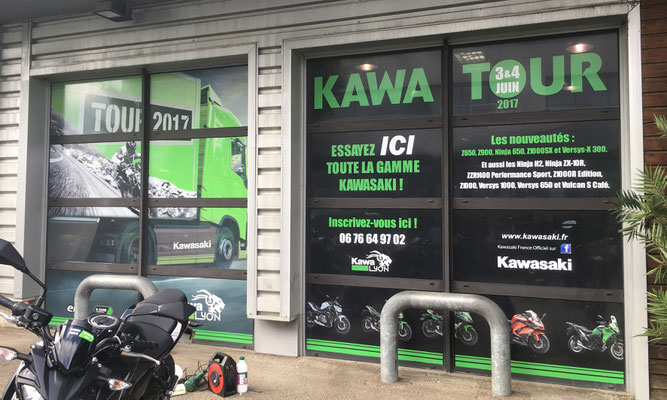 TOUR 2017
Kawasaki
LYON
KAWA TOUR
3&4
JUIN
2017
ESSAYEZ ICI
TOUTE LA GAMME
KAWASAKI !
Inscrivez-vous ici !
06 76 64 97 02
Kawa
LYON
Les nouveautés :
Z650, Z900, Ninja 650, Z1000SX et Versys-X 300.
Et aussi les Ninja H2, Ninja ZX-10R,
ZZR1400 Performance Sport, Z1000R Edition,
Z1000, Versys 1000, Versys 650 et Vulcan S Café.
www.kawasaki.fr
Kawasaki France Officiel sur f
Kawasaki